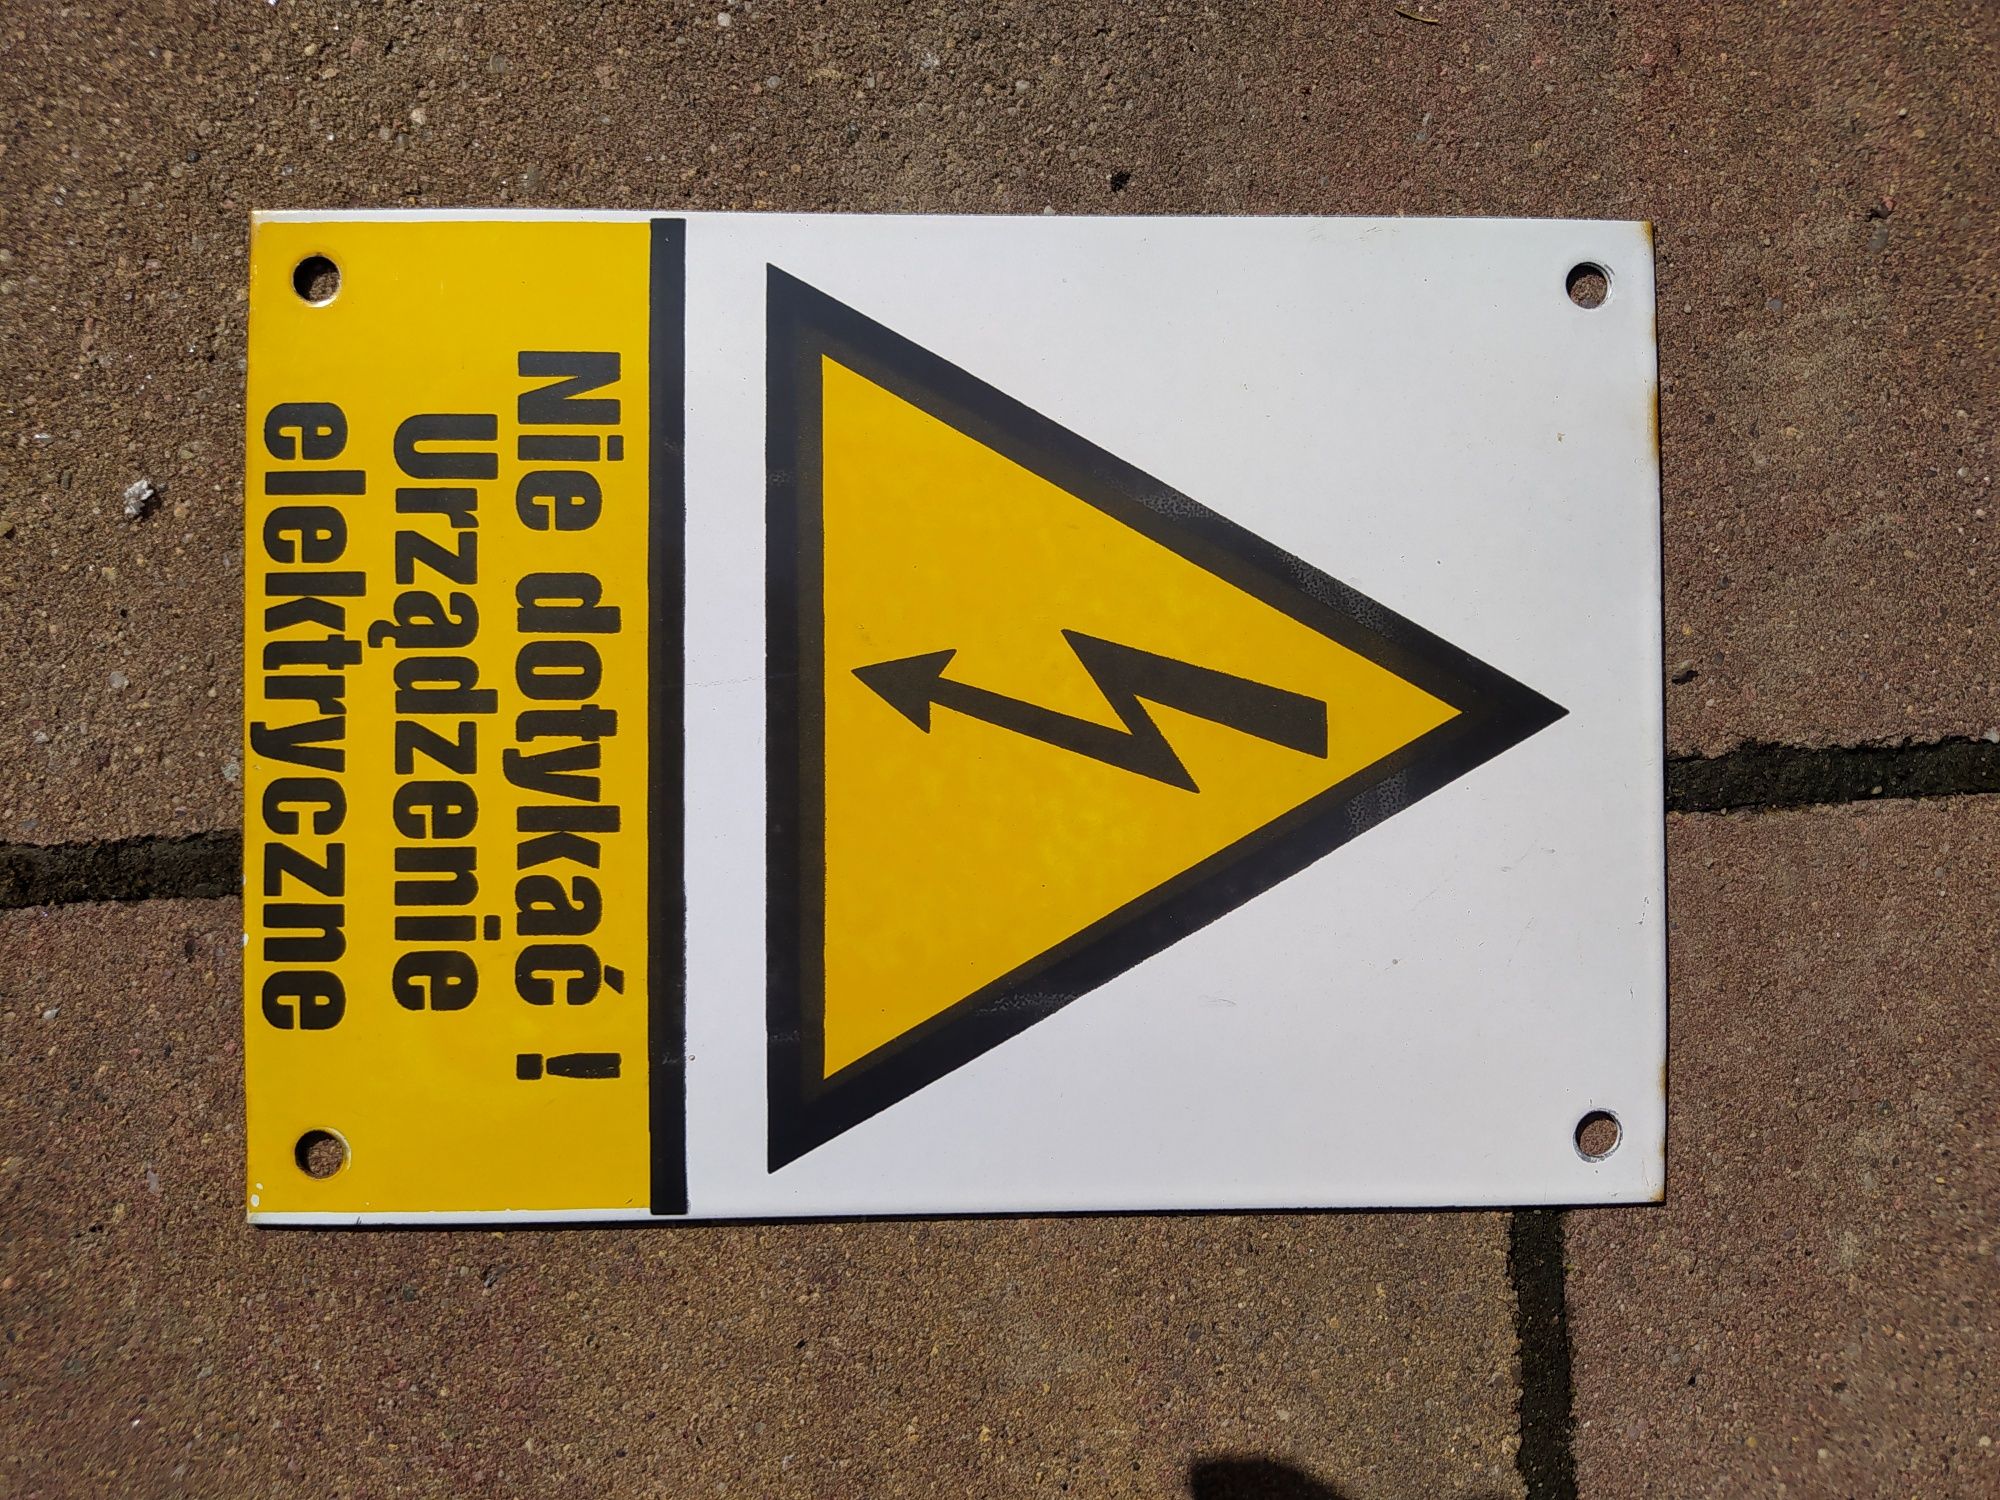 Nie dotykać !
Urządzenie
elektryczne